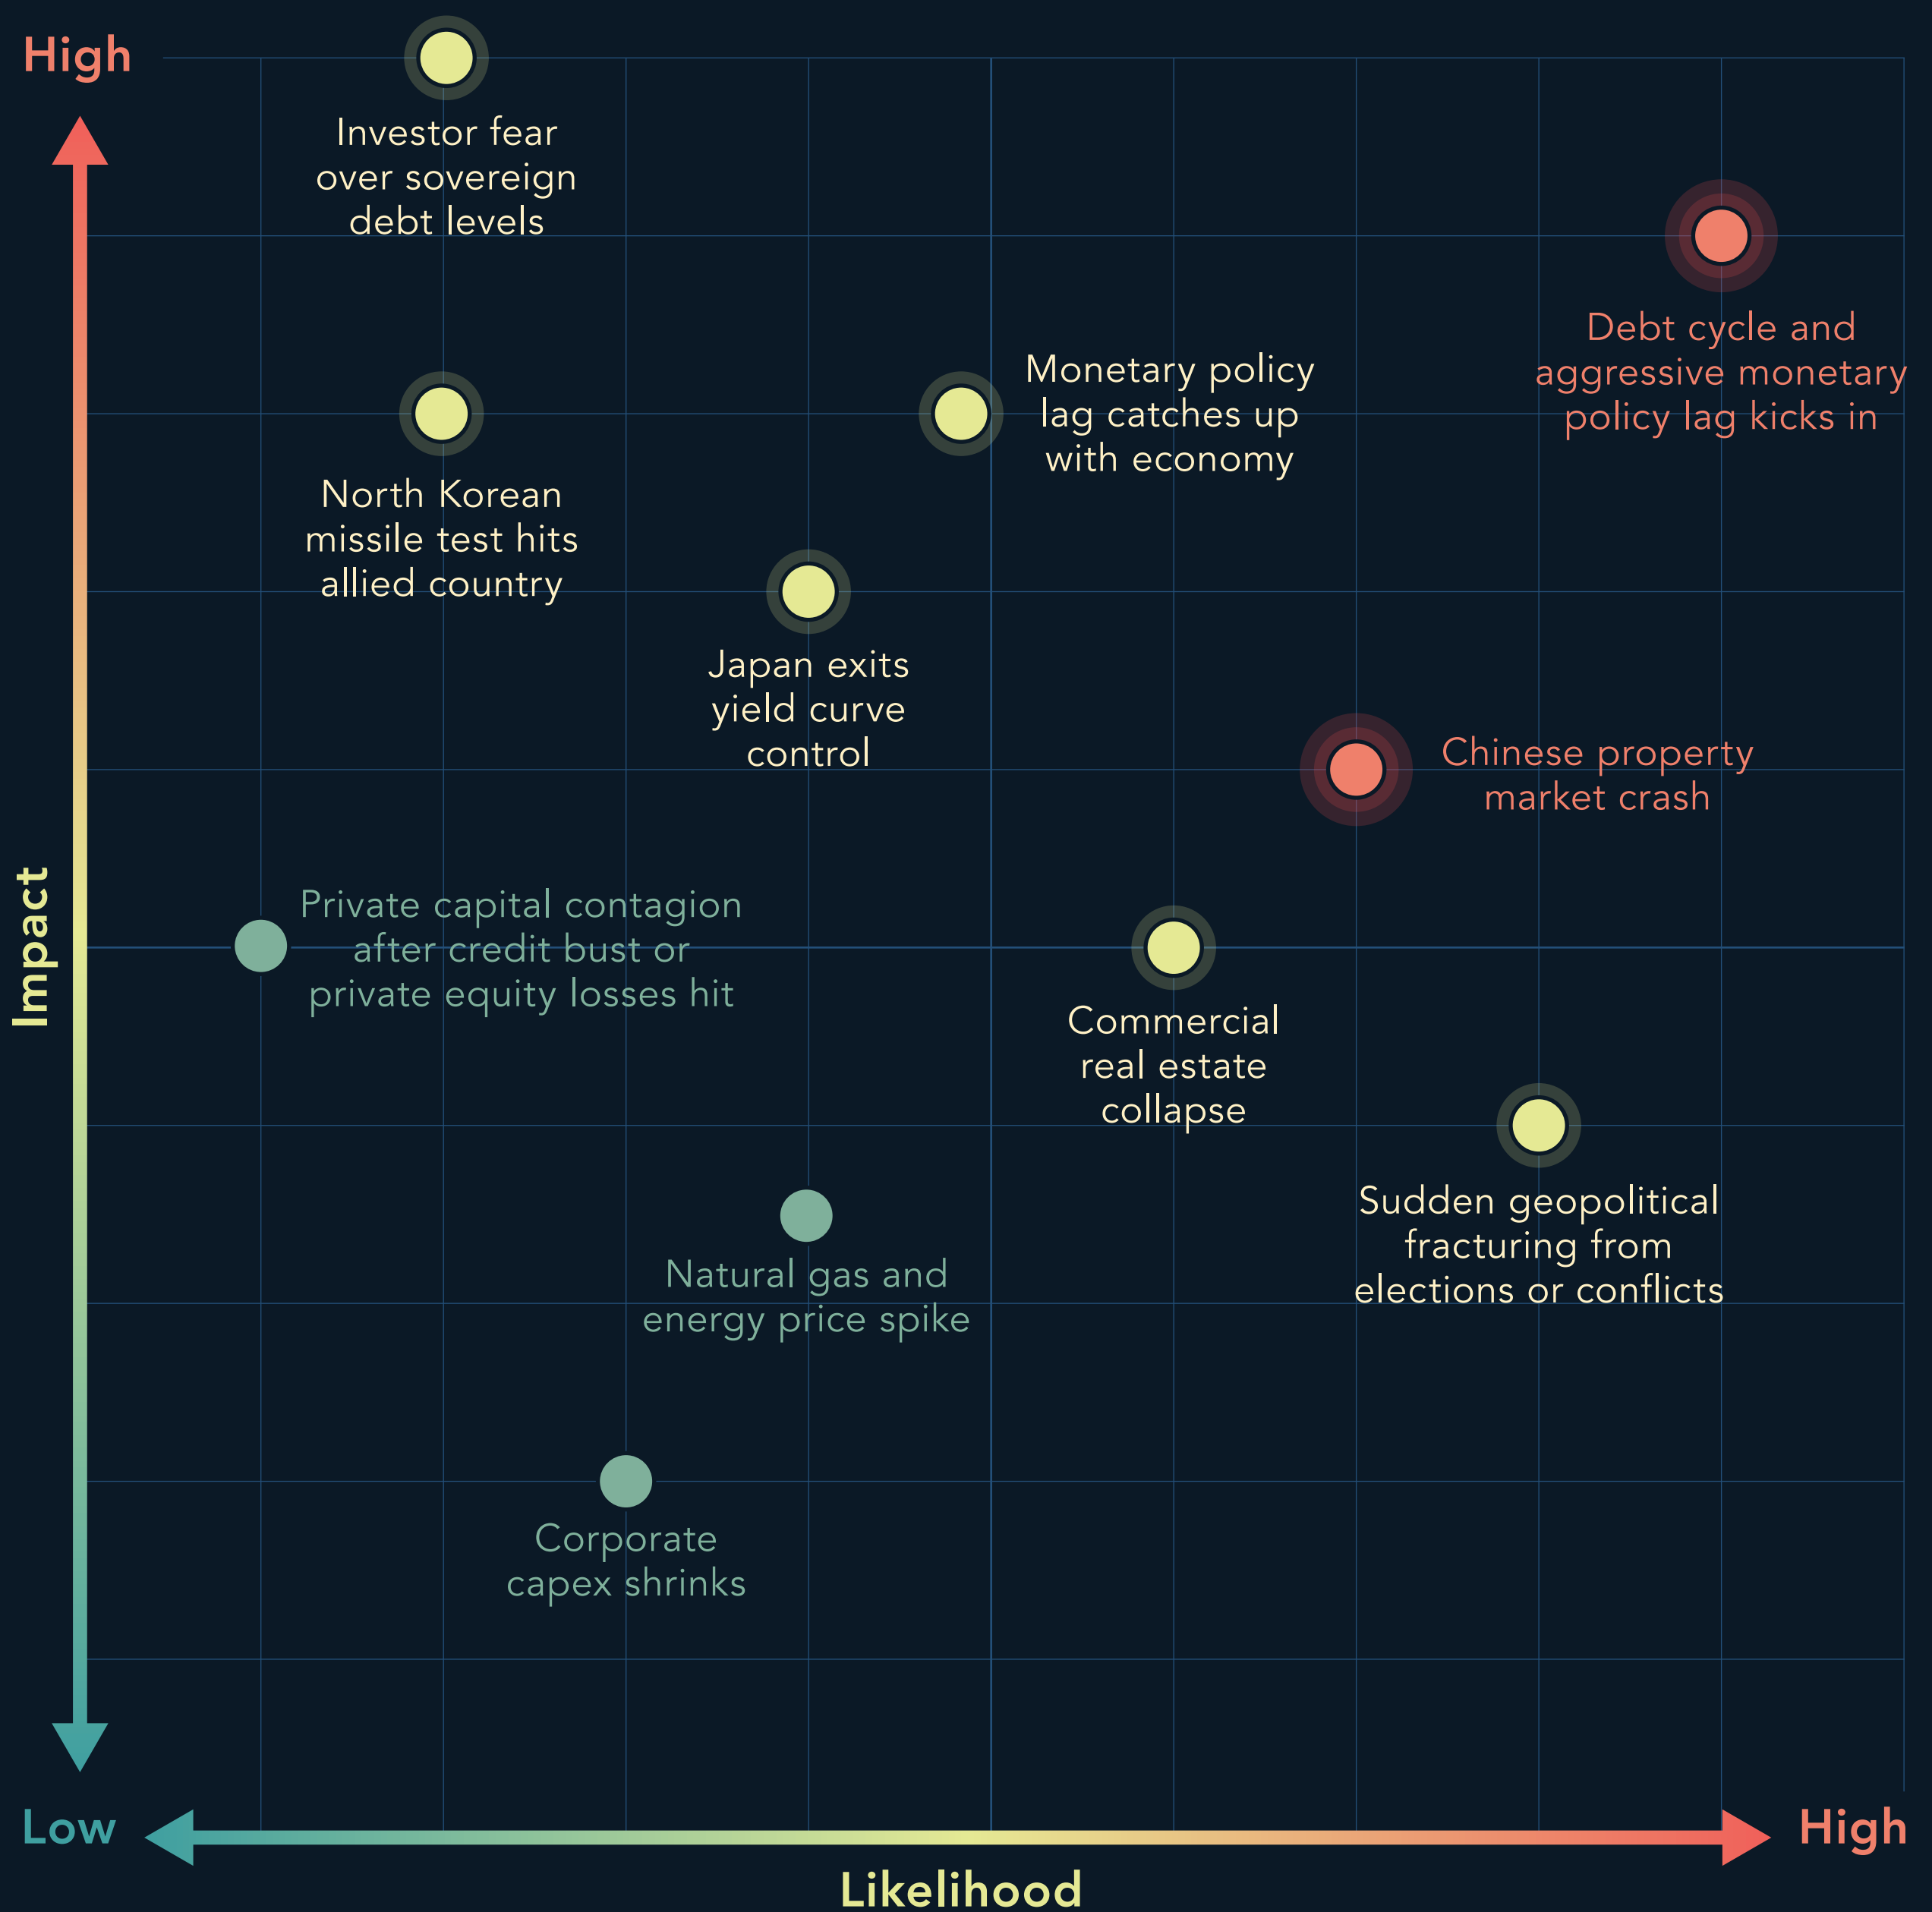 High
Investor fear
over sovereign
debt levels
Debt cycle and
aggressive monetary
policy lag kicks in
Monetary policy
lag catches up
with economy
North Korean
missile test hits
allied country
Japan exits
yield curve
control
Chinese property
market crash
Impact
Private capital contagion
after credit bust or
private equity losses hit
Commercial
real estate
collapse
Sudden geopolitical
fracturing from
elections or conflicts
Natural gas and
energy price spike
Corporate
capex shrinks
Low
High
Likelihood